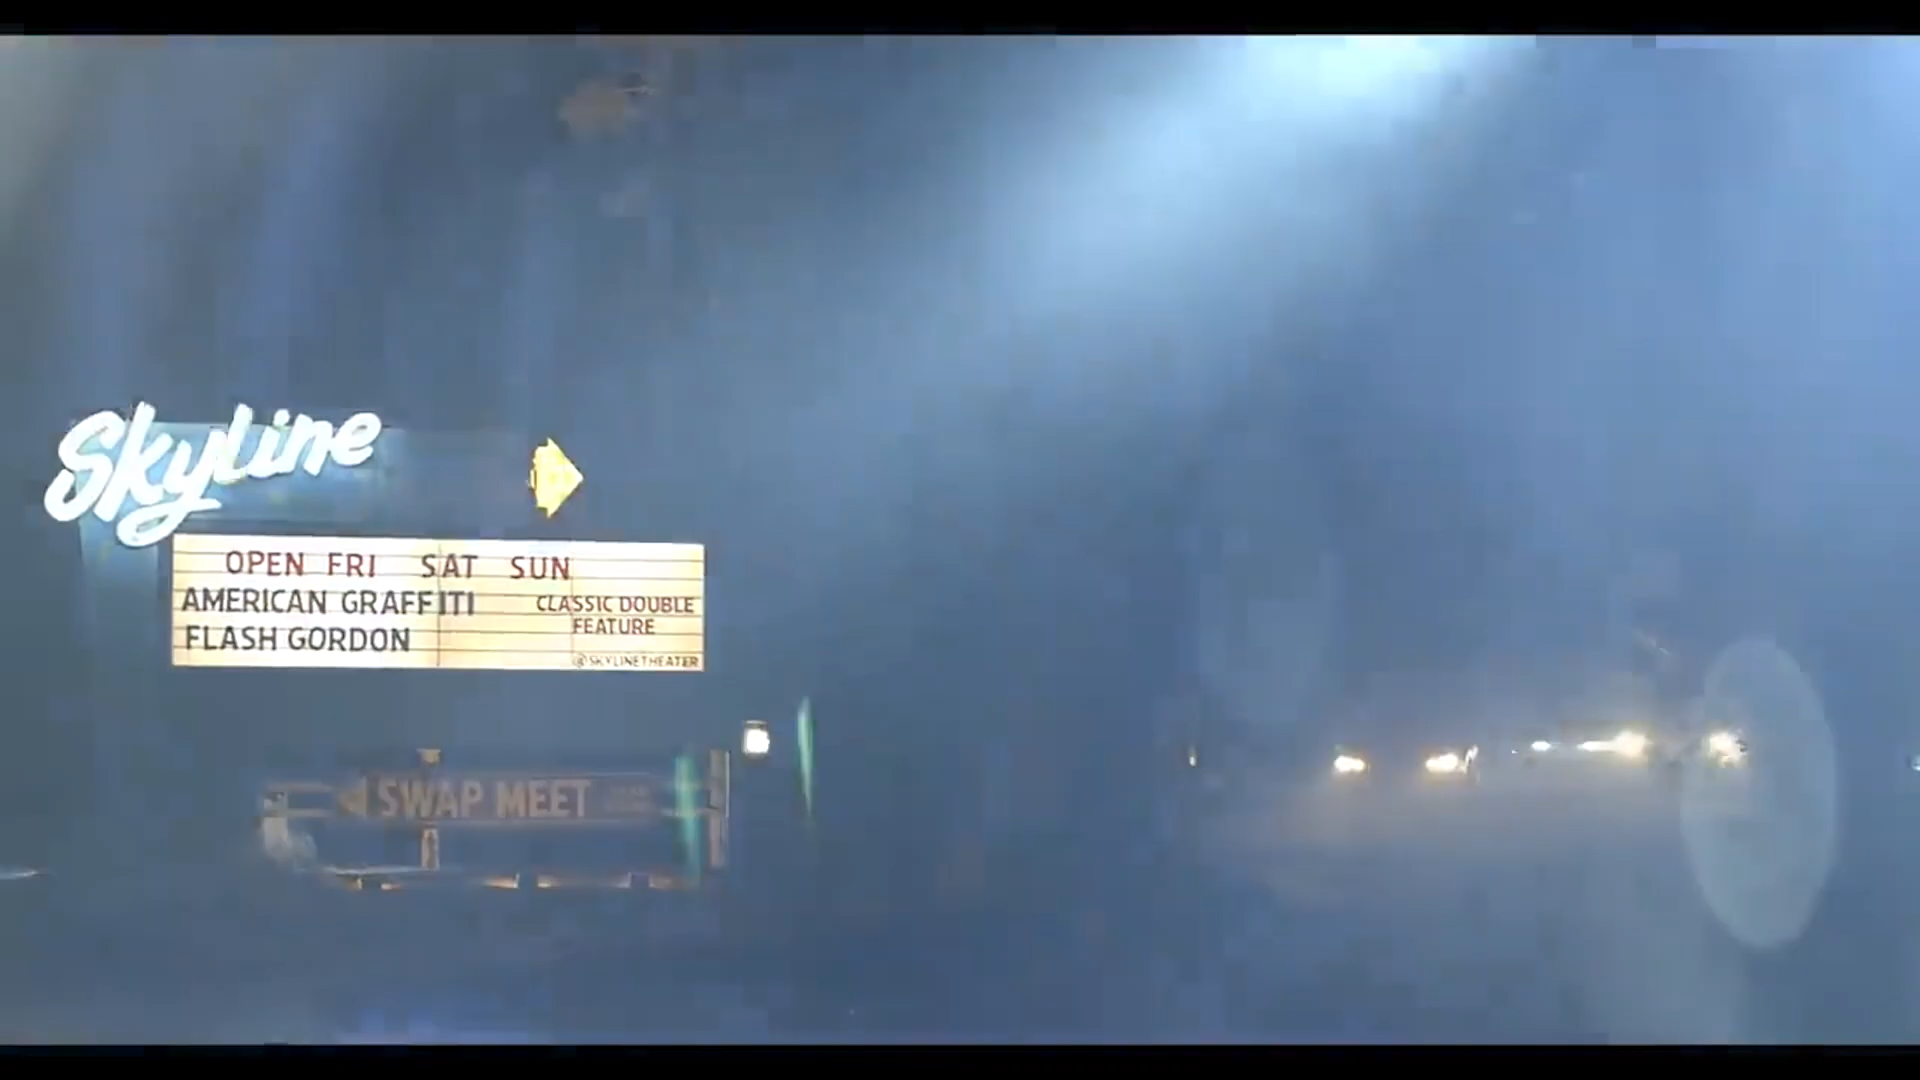 Skyline
OPEN FRI SAT SUN
AMERICAN GRAFFITI
CLASSIC DOUBLE
FEATURE
FLASH GORDON
@SKYLINETHEATER
SWAP MEET